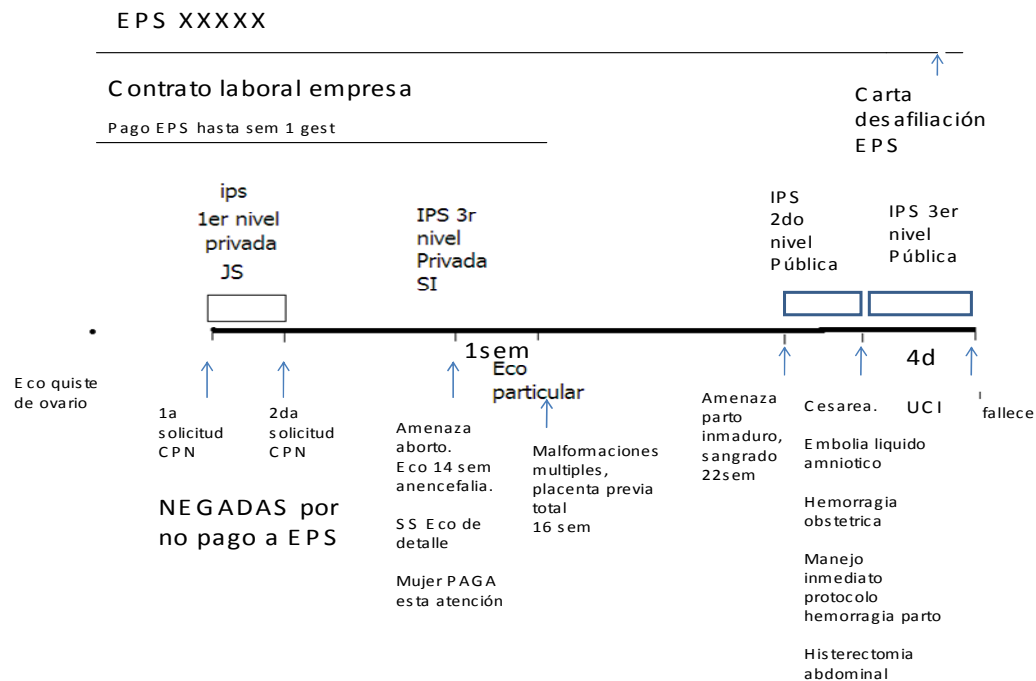 EPS XXXXX
Contrato laboral empresa
Pago EPS hasta sem 1 gest
Carta
desafiliación
EPS
ips
1er nivel
privada
JS
IPS 3r
nivel
Privada
SI
IPS
2do
nivel
Pública
IPS 3er
nivel
Pública
Eco quiste
de ovario
1a
solicitud
CPN
2da
solicitud
CPN
NEGADAS por
no pago a EPS
1sem
Eco
particular
Amenaza
aborto.
Eco 14 sem
anencefalia.
SS Eco de
detalle
Mujer PAGA
esta atención
Malformaciones
multiples,
placenta previa
total
16 sem
Amenaza
parto
inmaduro,
sangrado
22sem
4d
Cesarea.
UCI
fallece
Embolia liquido
amniotico
Hemorragia
obstetrica
Manejo
inmediato
protocolo
hemorragia parto
Histerectomia
abdominal